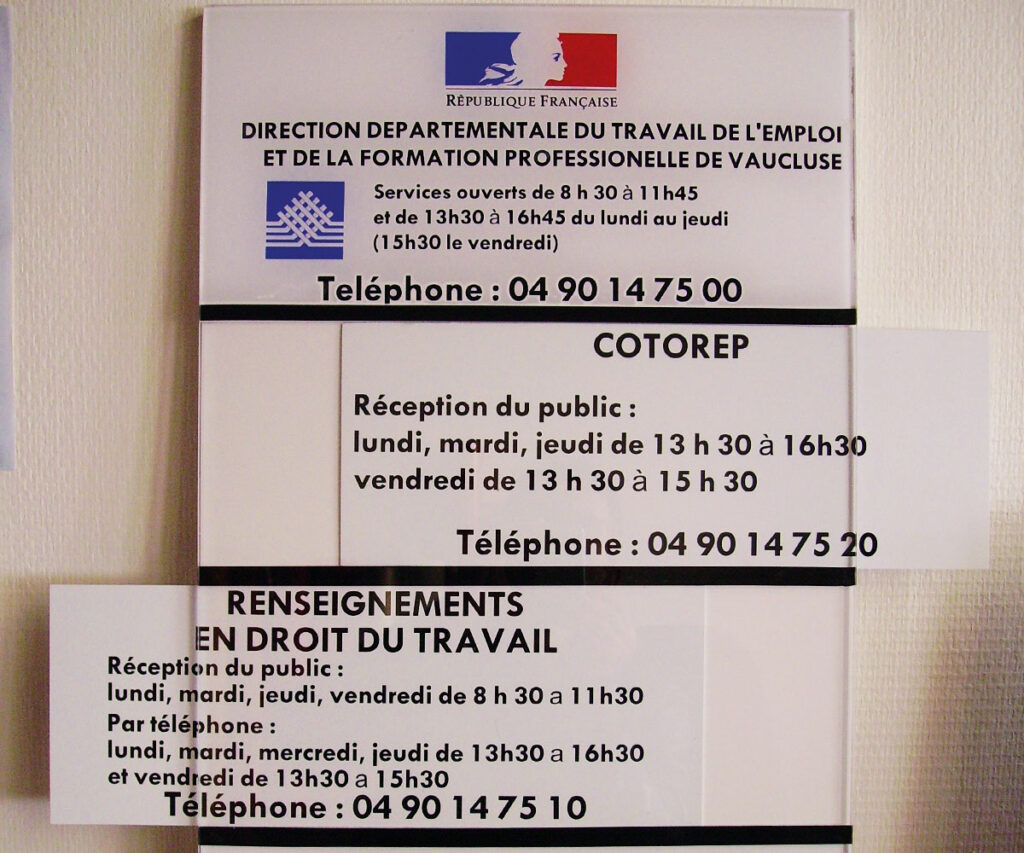 RÉPUBLIQUE FRANÇAISE
DIRECTION DEPARTEMENTALE DU TRAVAIL DE L'EMPLOI
ET DE LA FORMATION PROFESSIONELLE DE VAUCLUSE
Services ouverts de 8 h 30 à 11h45
et de 13h30 à 16h45 du lundi au jeudi
(15h30 le vendredi)
Teléphone : 04 90 14 75 00
COTOREP
Réception du public :
lundi, mardi, jeudi de 13 h 30 à 16h30
vendredi de 13 h 30 à 15 h 30
Téléphone : 04 90 14 75 20
RENSEIGNEMENTS
EN DROIT DU TRAVAIL
Réception du public :
lundi, mardi, jeudi, vendredi de 8 h 30 a 11h30
Par téléphone :
lundi, mardi, mercredi, jeudi de 13h30 a 16h30
et vendredi de 13h30 a 15h30
Téléphone : 04 90 14 75 10